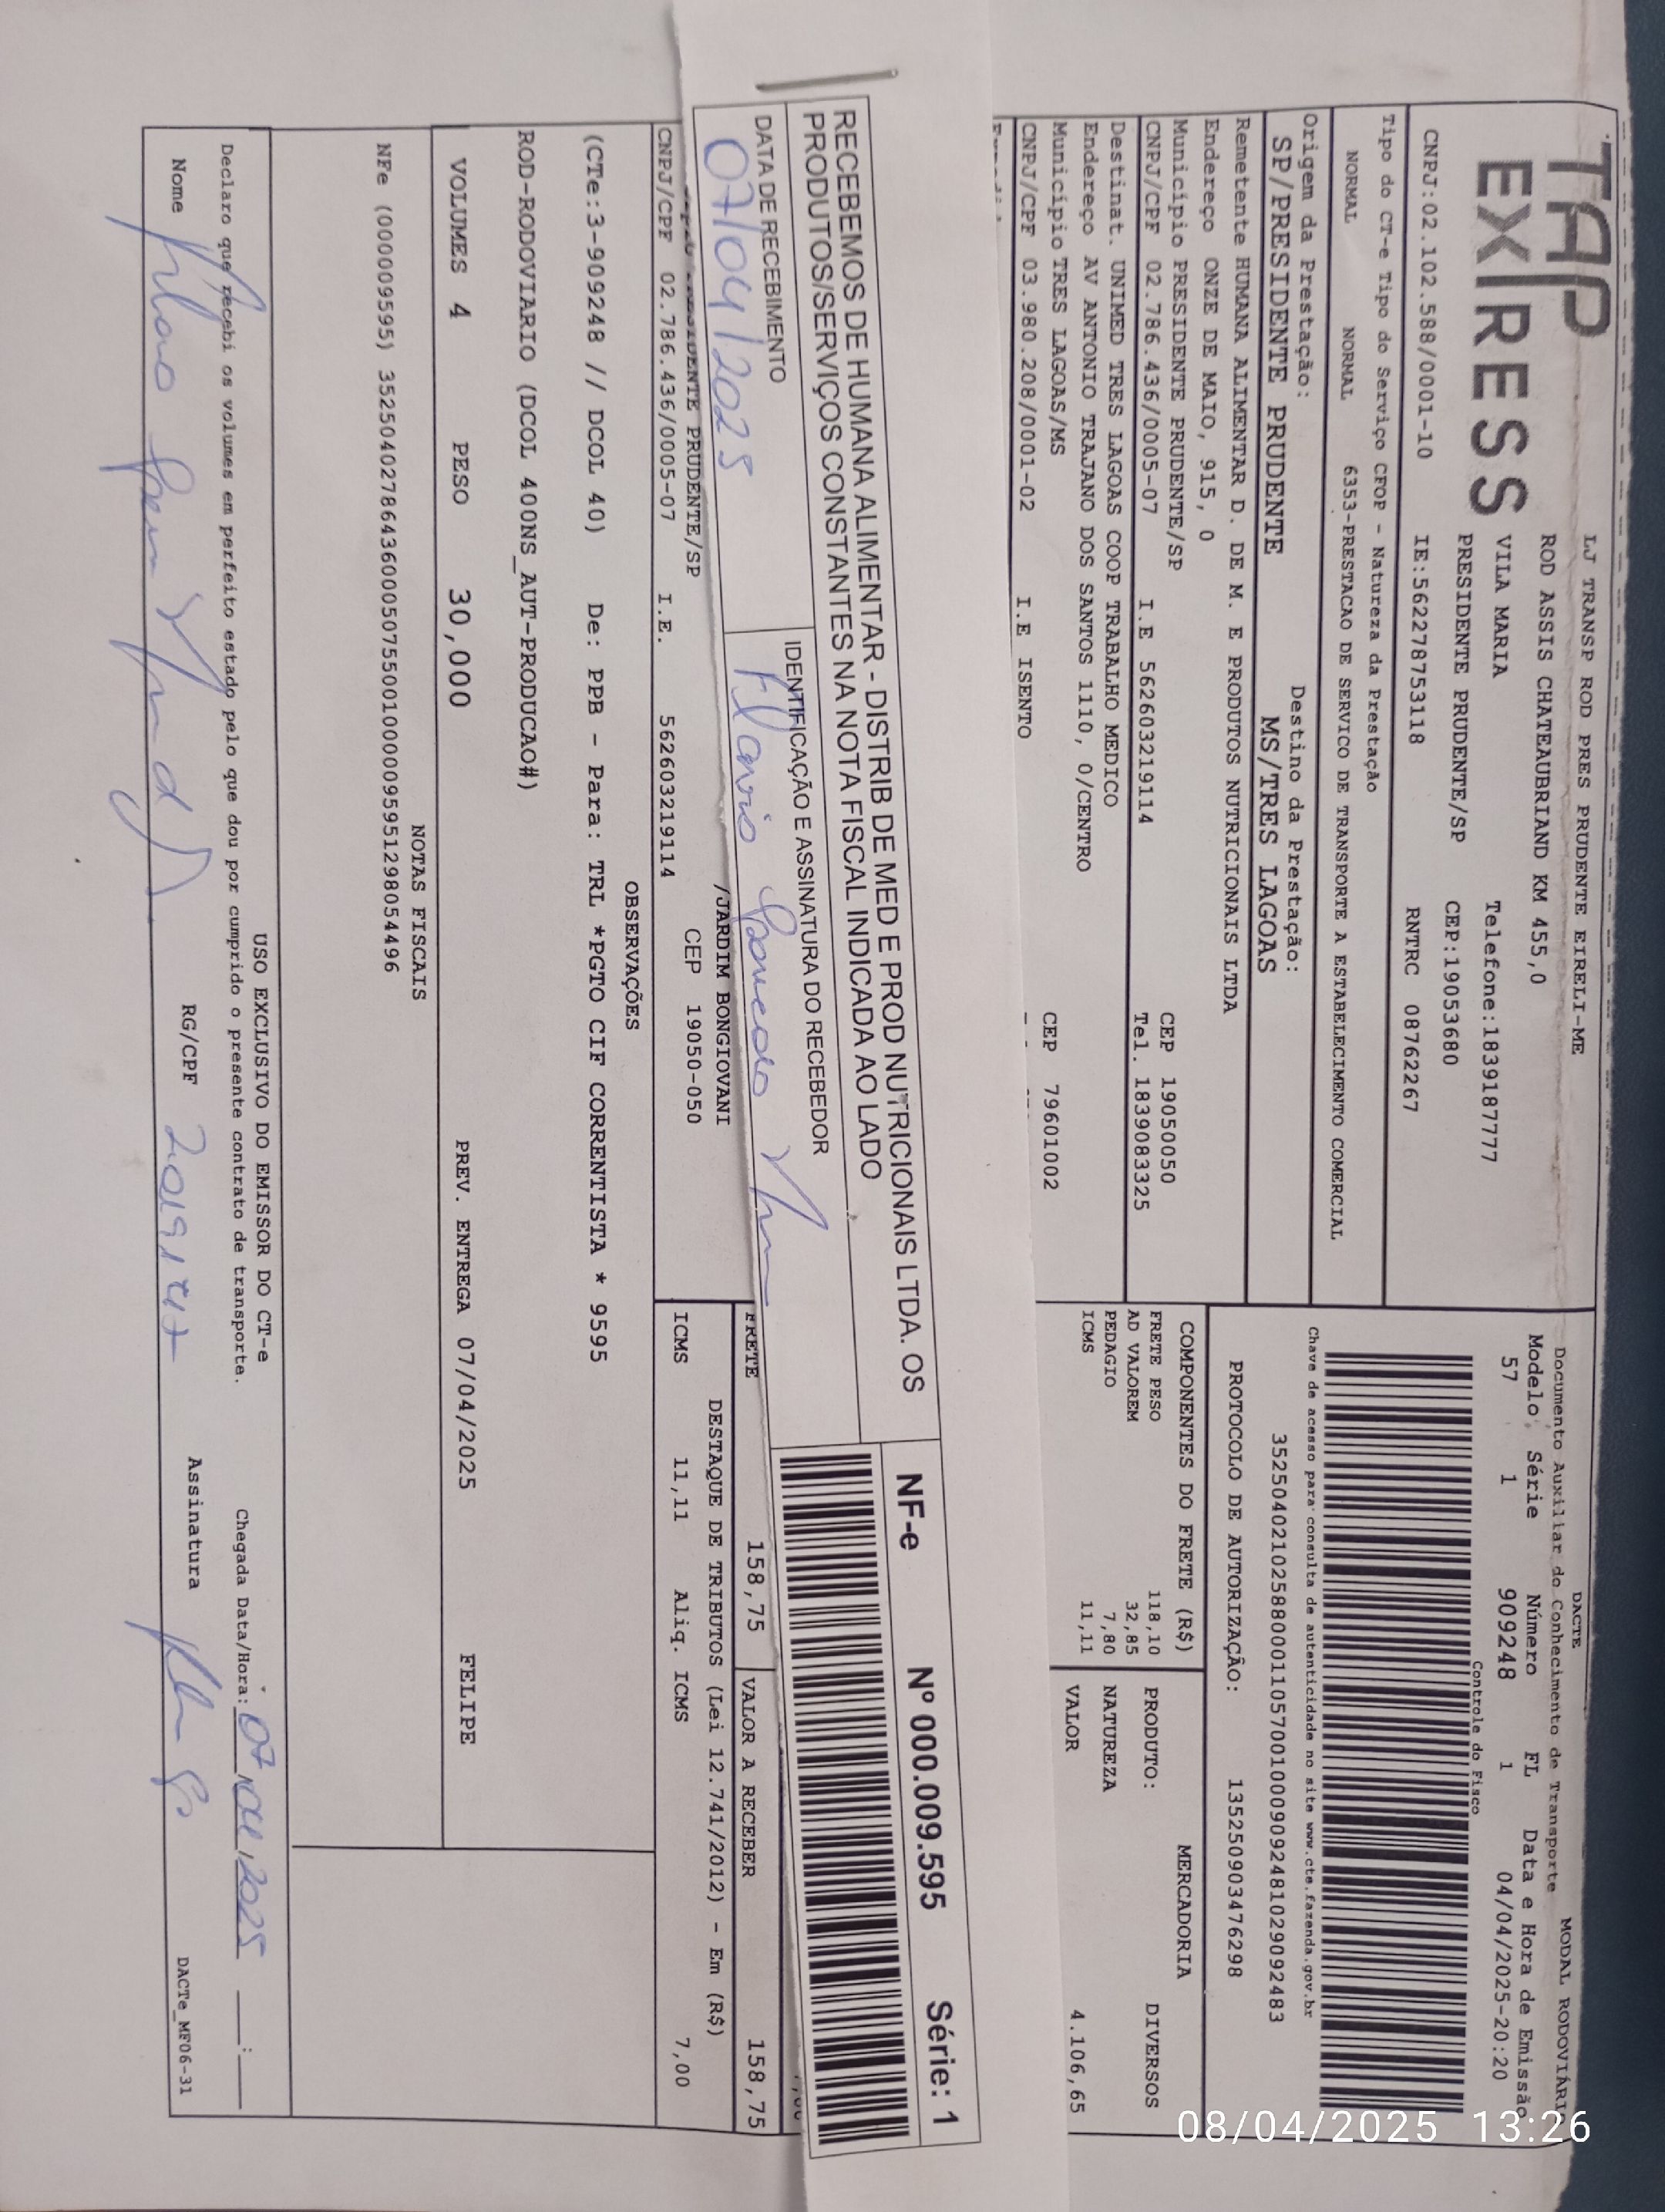 TAP
EXPRESS
LJ TRANSP ROD PRES PRUDENTE EIRELI-ME
ROD ASSIS CHATEAUBRIAND KM 455,0
VILA MARIA Telefone:1839187777
PRESIDENTE PRUDENTE/SP CEP:19053680
CNPJ:02.102.588/0001-10 IE:562278753118 RNTRC 08762267
DACTE MODAL RODOVIÁRIO
Documento Auxiliar do Conhecimento de Transporte
Modelo Série Número FL Data e Hora de Emissão
57 1 909248 1 04/04/2025-20:20
Controle do Fisco
Tipo do CT-e Tipo do Serviço CFOP - Natureza da Prestação
NORMAL NORMAL 6353-PRESTACAO DE SERVICO DE TRANSPORTE A ESTABELECIMENTO COMERCIAL
Chave de acesso para consulta de autenticidade no site www.cte.fazenda.gov.br
35250402102588000110570010009092481029092483
Origem da Prestação: Destino da Prestação:
SP/PRESIDENTE PRUDENTE MS/TRES LAGOAS
PROTOCOLO DE AUTORIZAÇÃO: 135250903476298
Remetente HUMANA ALIMENTAR D. DE M. E PRODUTOS NUTRICIONAIS LTDA
Endereço ONZE DE MAIO, 915, 0
Município PRESIDENTE PRUDENTE/SP CEP 19050050
CNPJ/CPF 02.786.436/0005-07 I.E 562603219114 Tel. 1839083325
Destinat. UNIMED TRES LAGOAS COOP TRABALHO MEDICO
Endereço AV ANTONIO TRAJANO DOS SANTOS 1110, 0/CENTRO
Município TRES LAGOAS/MS CEP 79601002
CNPJ/CPF 03.980.208/0001-02 I.E ISENTO
COMPONENTES DO FRETE (R$) MERCADORIA
FRETE PESO 118,10 PRODUTO: DIVERSOS
AD VALOREM 32,85
PEDAGIO 7,80 NATUREZA
ICMS 11,11 VALOR 4.106,65
RECEBEMOS DE HUMANA ALIMENTAR - DISTRIB DE MED E PROD NUTRICIONAIS LTDA. OS
PRODUTOS/SERVIÇOS CONSTANTES NA NOTA FISCAL INDICADA AO LADO
NF-e Nº 000.009.595 Série: 1
DATA DE RECEBIMENTO IDENTIFICAÇÃO E ASSINATURA DO RECEBEDOR
07/04/2025 Flavio
/JARDIM BONGIOVANI
PRUDENTE/SP CEP 19050-050
CNPJ/CPF 02.786.436/0005-07 I.E. 562603219114
FRETE 158,75 VALOR A RECEBER 158,75
DESTAQUE DE TRIBUTOS (Lei 12.741/2012) - Em (R$)
ICMS 11,11 Aliq. ICMS 7,00
OBSERVAÇÕES
(CTe:3-909248 // DCOL 40) De: PPB - Para: TRL *PGTO CIF CORRENTISTA * 9595
ROD-RODOVIARIO (DCOL 400NS_AUT-PRODUCAO#)
VOLUMES 4 PESO 30,000 PREV. ENTREGA 07/04/2025 FELIPE
NOTAS FISCAIS
NFe (000009595) 35250402786436000507550010000095951298054496
USO EXCLUSIVO DO EMISSOR DO CT-e
Declaro que recebi os volumes em perfeito estado pelo que dou por cumprido o presente contrato de transporte. Chegada Data/Hora: 07/04/2025 __:__
Nome RG/CPF Assinatura DACTe_MF06-31
08/04/2025 13:26